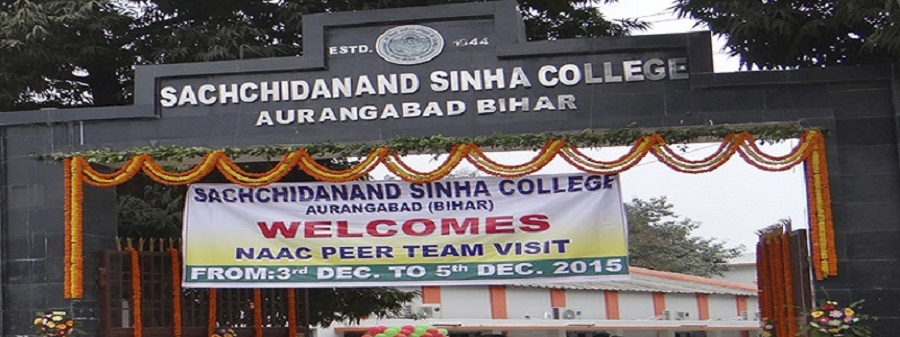 ESTD. 1944
SACHCHIDANAND SINHA COLLEGE
AURANGABAD BIHAR
SACHCHIDANAND SINHA COLLEGE
AURANGABAD (BIHAR)
WELCOMES
NAAC PEER TEAM VISIT
FROM:3rd DEC. TO 5th DEC. 2015